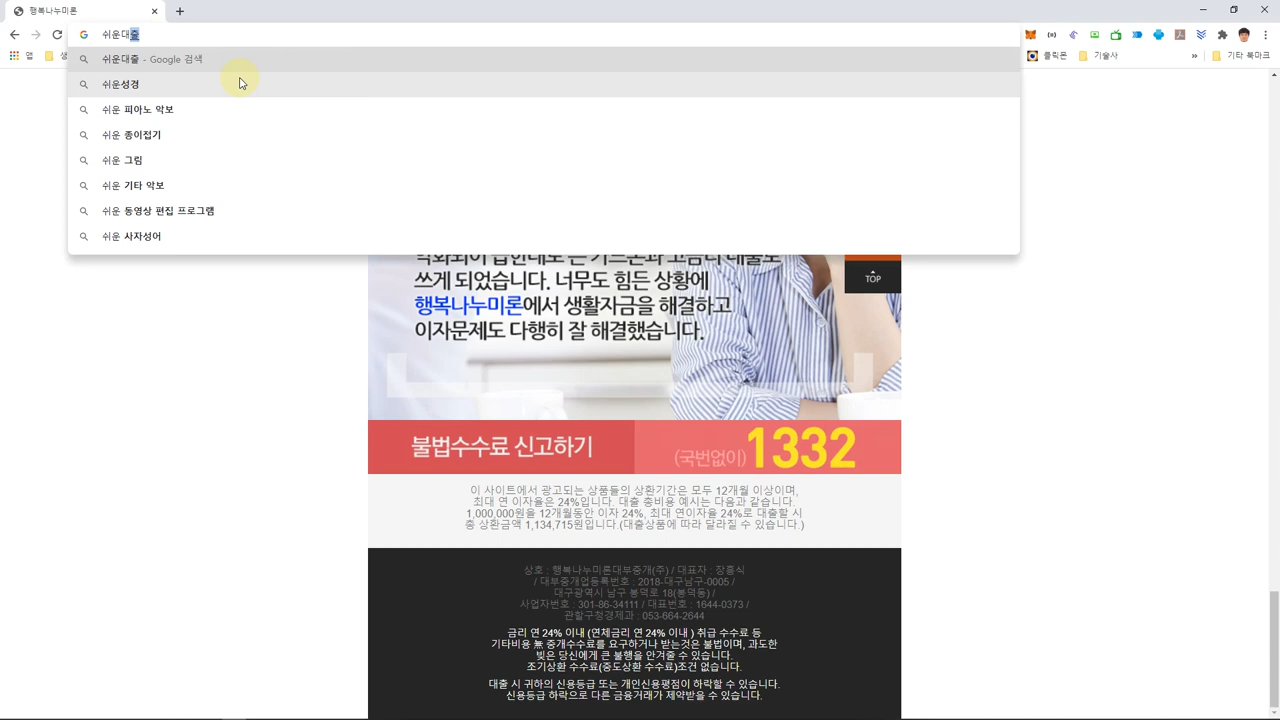 행복나누미론
쉬운대줄
앱
생
클릭몬
기술사
»
기타 북마크
쉬운대줄 - Google 검색
쉬운성경
쉬운 피아노 악보
쉬운 종이접기
쉬운 그림
쉬운 기타 악보
쉬운 동영상 편집 프로그램
쉬운 사자성어
TOP
쓰게 되었습니다. 너무도 힘든 상황에
행복나누미론에서 생활자금을 해결하고
이자문제도 다행히 잘 해결했습니다.
불법수수료 신고하기 (국번없이) 1332
이 사이트에서 광고되는 상품들의 상환기간은 모두 12개월 이상이며,
최대 연 이자율은 24%입니다. 대출 총비용 예시는 다음과 같습니다.
1,000,000원을 12개월동안 이자 24%, 최대 연이자율 24%로 대출할 시
총 상환금액 1,134,715원입니다.(대출상품에 따라 달라질 수 있습니다.)
상호 : 행복나누미론대부중개(주) / 대표자 : 장흥식
/ 대부중개업등록번호 : 2018-대구남구-0005 /
대구광역시 남구 봉덕로 18(봉덕동) /
사업자번호 : 301-86-34111 / 대표번호 : 1644-0373 /
관할구청경제과 : 053-664-2644
금리 연 24% 이내 (연체금리 연 24% 이내 ) 취급 수수료 등
기타비용 無 중개수수료를 요구하거나 받는것은 불법이며, 과도한
빚은 당신에게 큰 불행을 안겨줄 수 있습니다.
조기상환 수수료(중도상환 수수료)조건 없습니다.
대출 시 귀하의 신용등급 또는 개인신용평점이 하락할 수 있습니다.
신용등급 하락으로 다른 금융거래가 제약받을 수 있습니다.